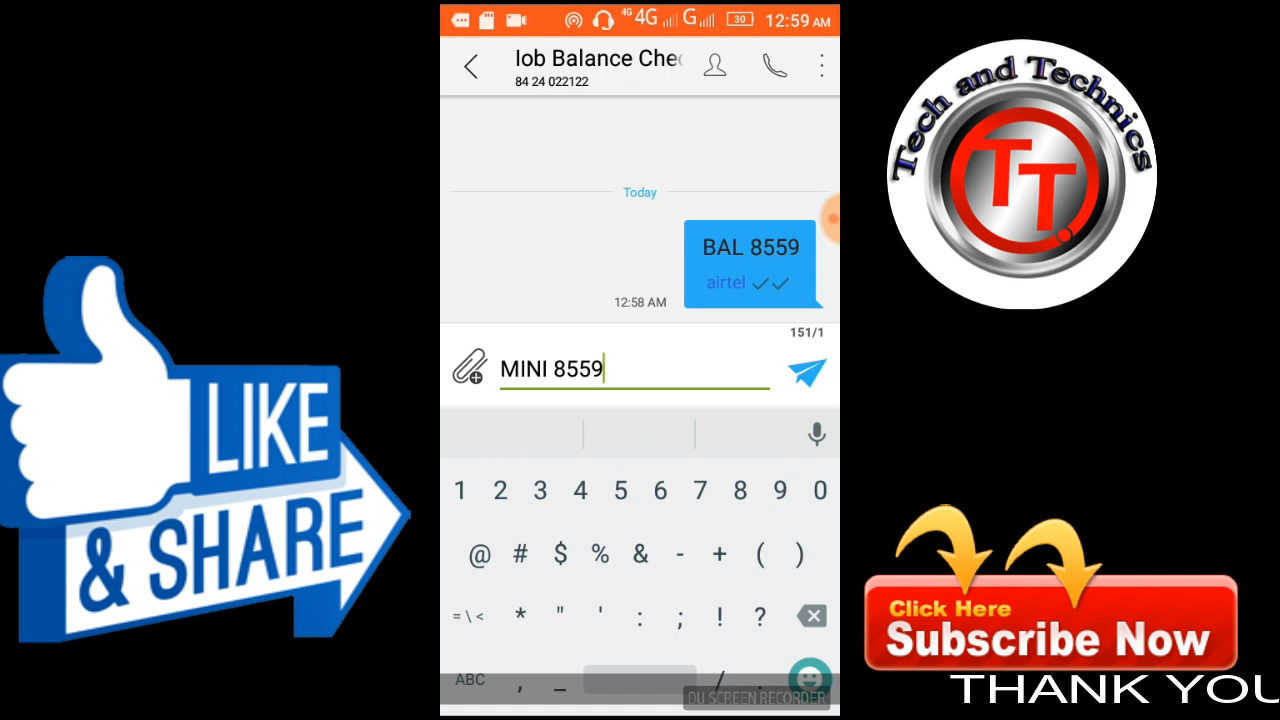 4G 4G G 30 12:59 AM
Iob Balance Che
84 24 022122
Today
BAL 8559
airtel
12:58 AM
151/1
MINI 8559
1 2 3 4 5 6 7 8 9 0
@ # $ % & - + ( )
= \ < * " ' : ; ! ?
ABC , _ / .
DU SCREEN RECORDER
LIKE
& SHARE
Tech and Technics
TT
Click Here
Subscribe Now
THANK YOU